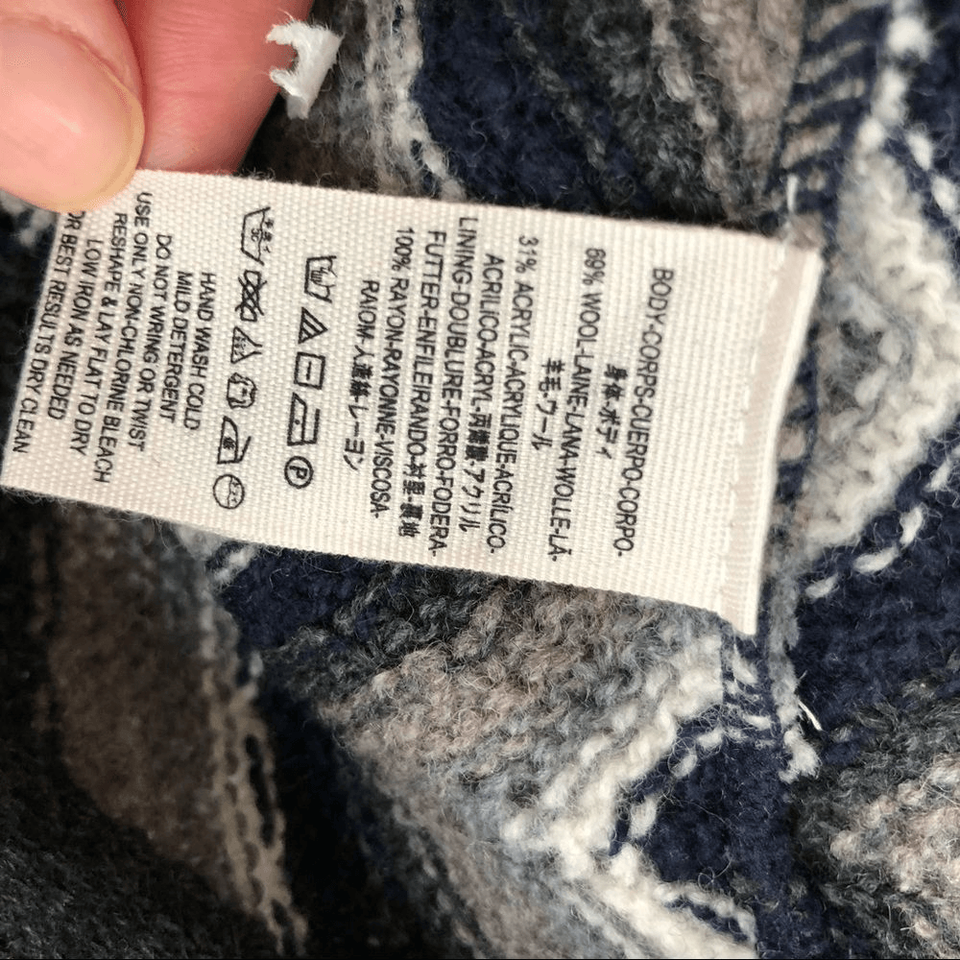 BODY-CORPS-CUERPO-CORPO-
身体-ボディ
69% WOOL-LAINE-LANA-WOLLE-LÃ-
羊毛-ウール
31% ACRYLIC-ACRYLIQUE-ACRÍLICO-
ACRILiCO-ACRYL-丙烯酸-アクリル
LINING-DOUBLURE-FORRO-FODERA-
FUTTER-ENFILEIRANDO-衬里-裏地
100% RAYON-RAYONNE-VISCOSA-
RAIOM-人造絲-レーヨン
P
30
HAND WASH COLD
MILD DETERGENT
DO NOT WRING OR TWIST
USE ONLY NON-CHLORINE BLEACH
RESHAPE & LAY FLAT TO DRY
LOW IRON AS NEEDED
OR BEST RESULTS DRY CLEAN